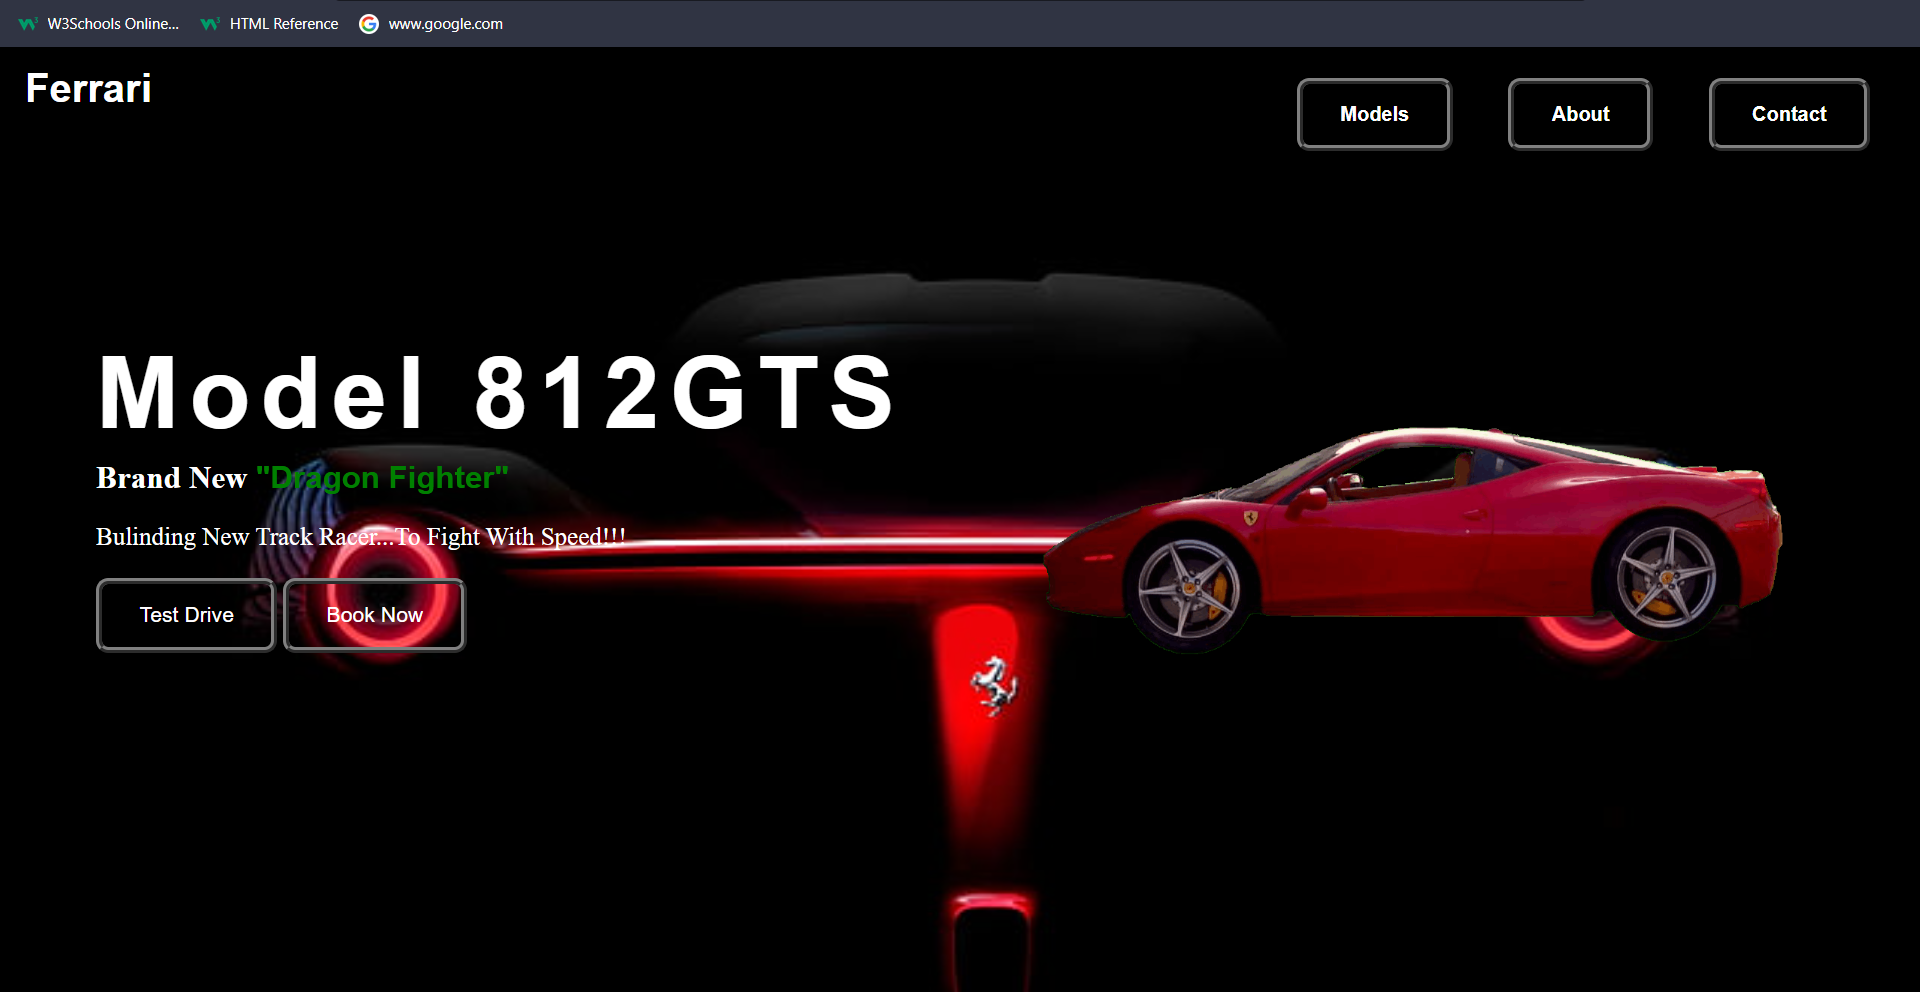 W3Schools Online... HTML Reference www.google.com
Ferrari
Models About Contact
Model 812GTS
Brand New "Dragon Fighter"
Bulinding New Track Racer...To Fight With Speed!!!
Test Drive Book Now